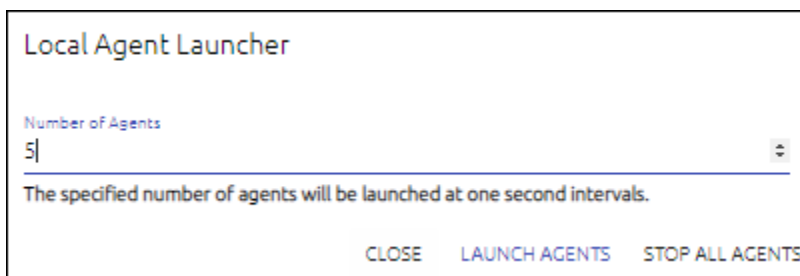 Local Agent Launcher
Number of Agents
5
The specified number of agents will be launched at one second intervals.
CLOSE LAUNCH AGENTS STOP ALL AGENTS